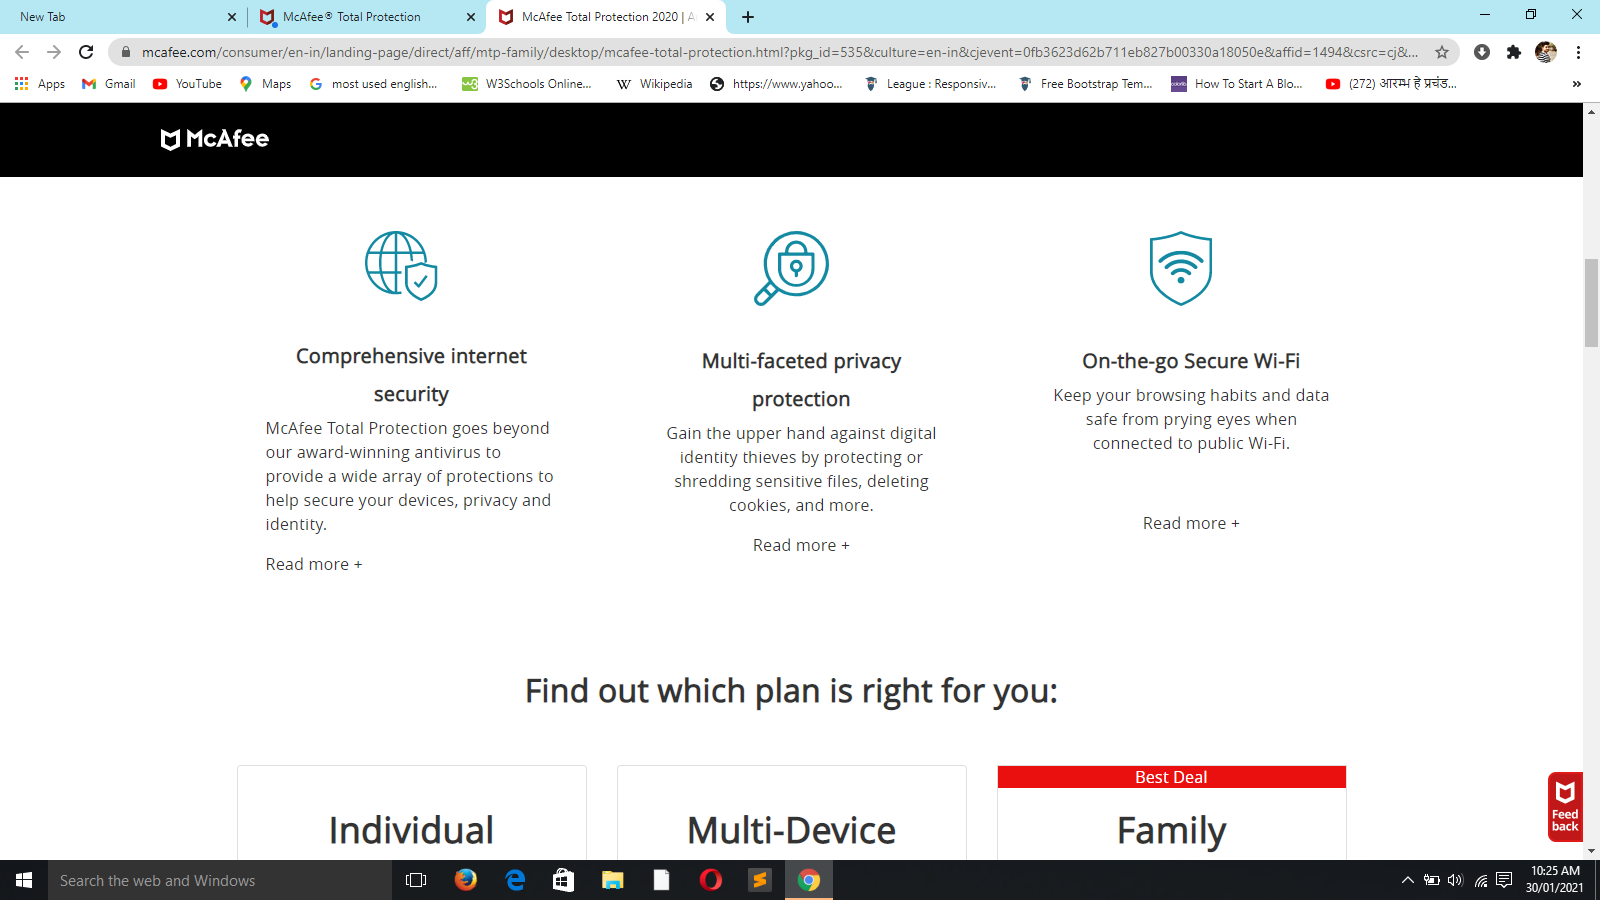 New Tab
McAfee® Total Protection
McAfee Total Protection 2020 | A
mcafee.com/consumer/en-in/landing-page/direct/aff/mtp-family/desktop/mcafee-total-protection.html?pkg_id=535&culture=en-in&cjevent=0fb3623d62b711eb827b00330a18050e&affid=1494&csrc=cj&...
Apps
Gmail
YouTube
Maps
most used english...
W3Schools Online...
Wikipedia
https://www.yahoo...
League : Responsiv...
Free Bootstrap Tem...
How To Start A Blo...
(272) आरम्भ है प्रचंड...
McAfee
Comprehensive internet
security
McAfee Total Protection goes beyond
our award-winning antivirus to
provide a wide array of protections to
help secure your devices, privacy and
identity.
Read more +
Multi-faceted privacy
protection
Gain the upper hand against digital
identity thieves by protecting or
shredding sensitive files, deleting
cookies, and more.
Read more +
On-the-go Secure Wi-Fi
Keep your browsing habits and data
safe from prying eyes when
connected to public Wi-Fi.
Read more +
Find out which plan is right for you:
Individual
Multi-Device
Best Deal
Family
Feed
back
Search the web and Windows
10:25 AM
30/01/2021